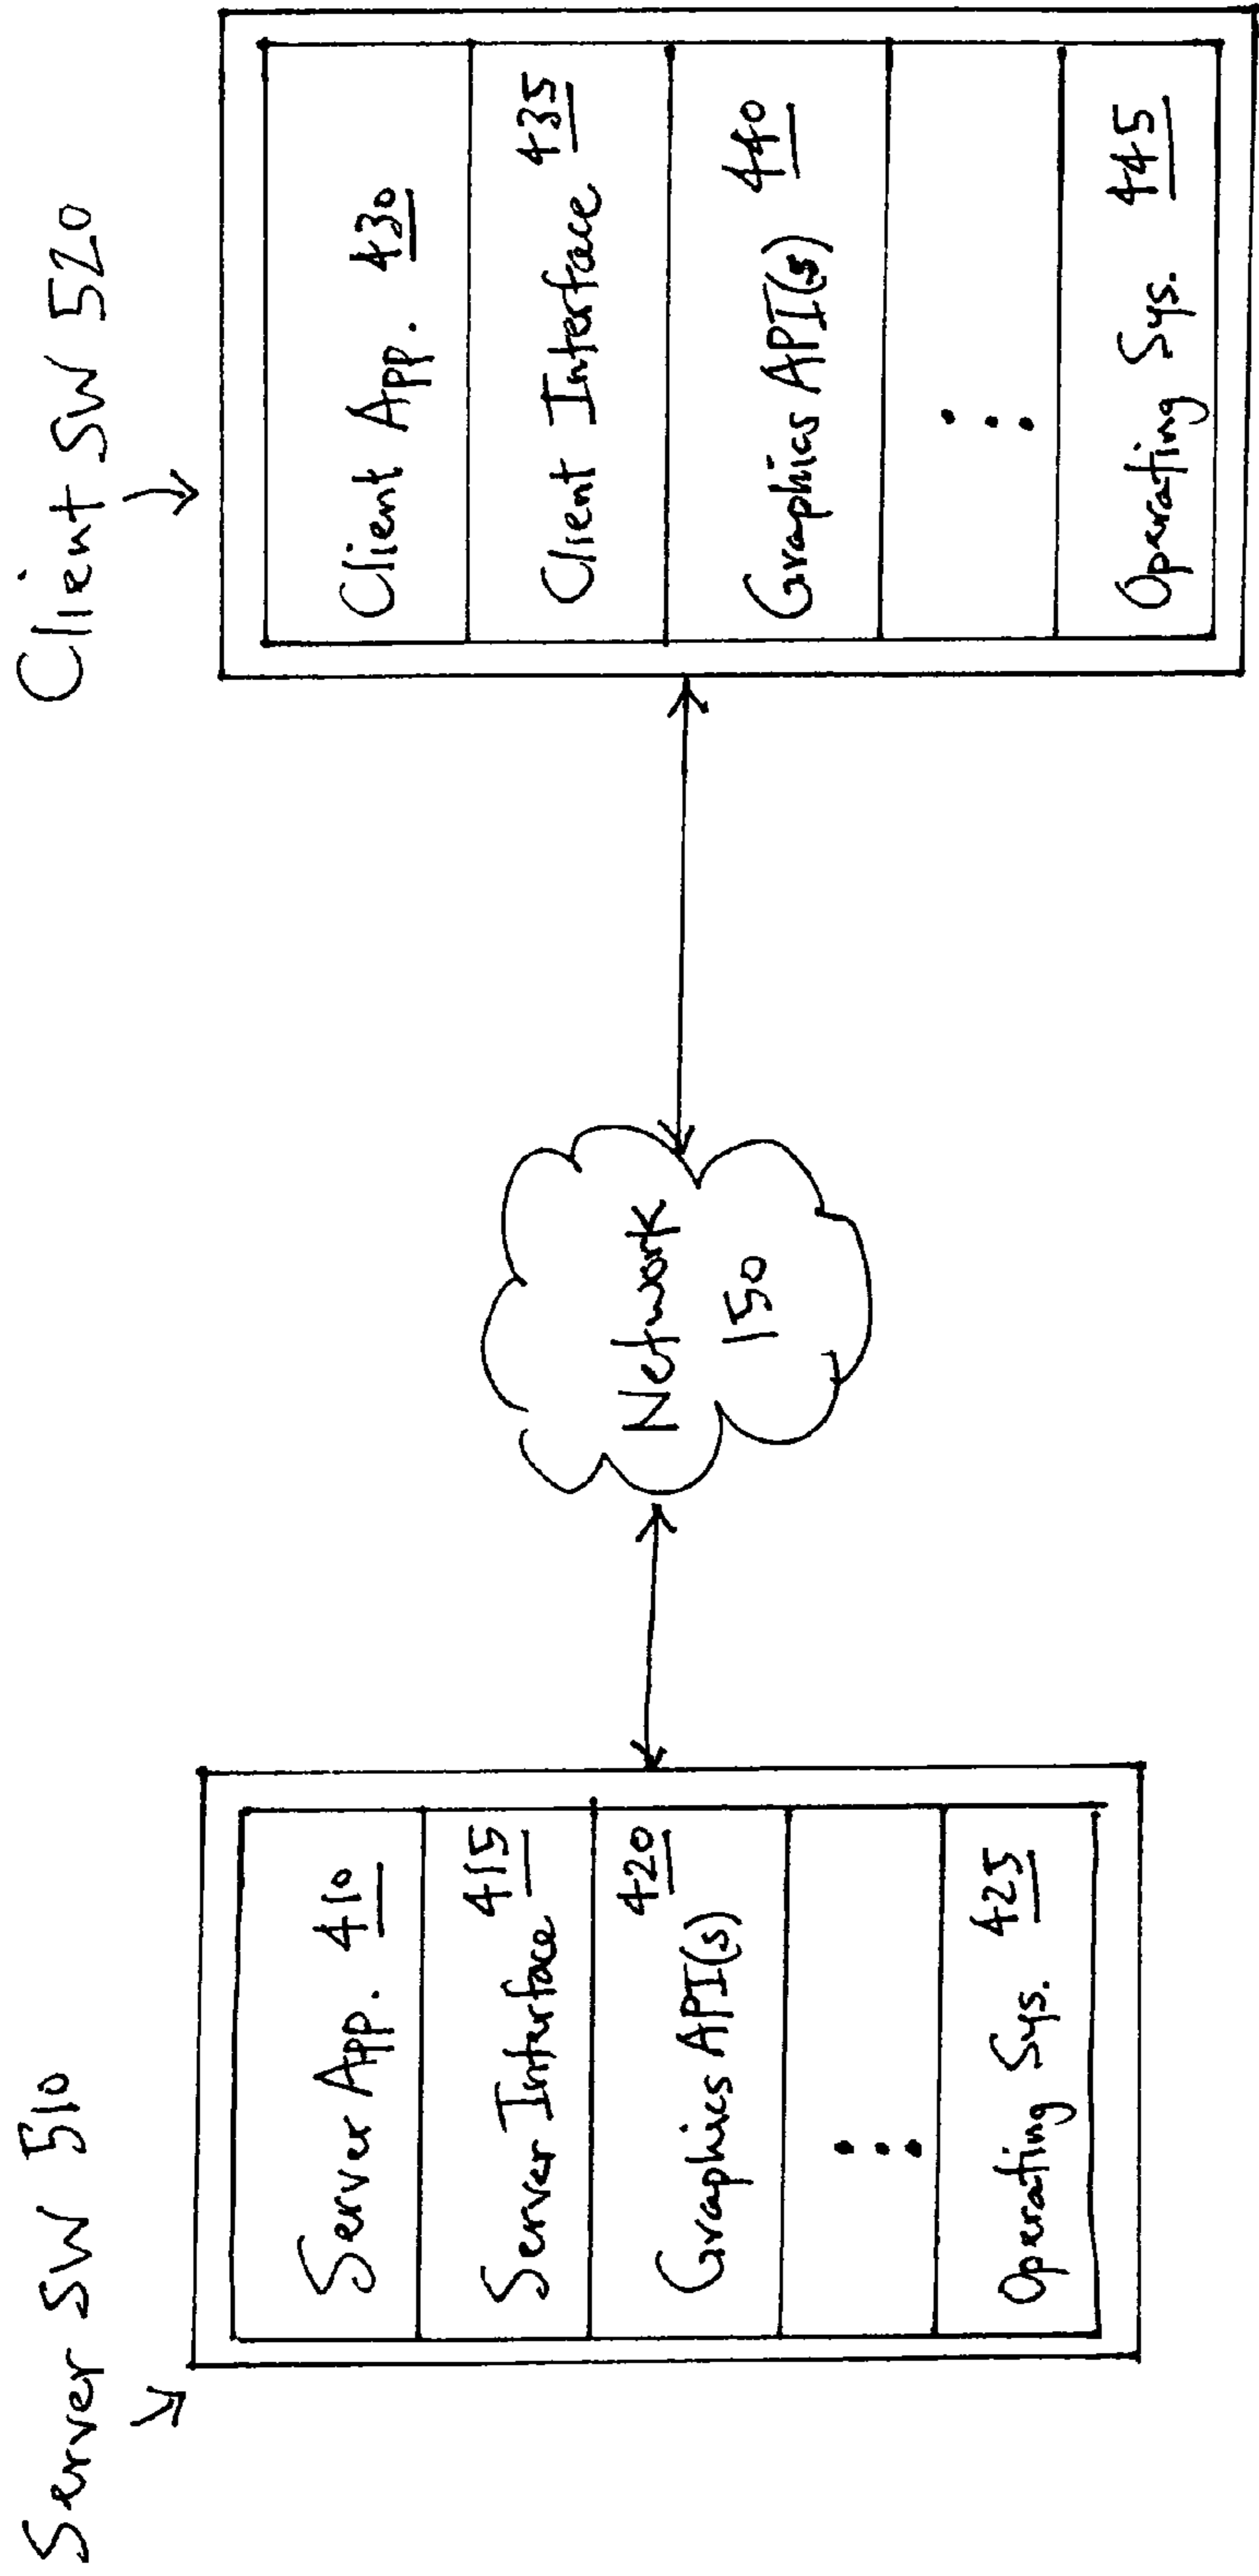 Server SW 510
Server App. 410
Server Interface 415
Graphics API(s) 420
Operating Sys. 425
Network
150
Client SW 520
Client App. 430
Client Interface 435
Graphics API(s) 440
Operating Sys. 445